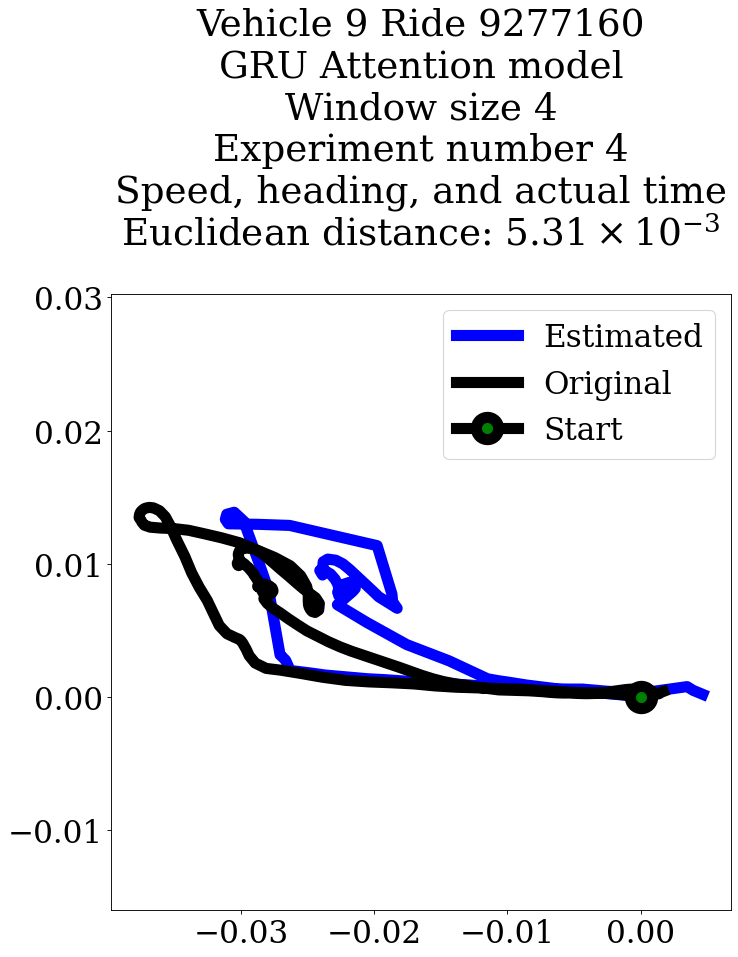 Vehicle 9 Ride 9277160
GRU Attention model
Window size 4
Experiment number 4
Speed, heading, and actual time
Euclidean distance: 5.31 × 10⁻³
Estimated
Original
Start
0.03
0.02
0.01
0.00
−0.01
−0.03
−0.02
−0.01
0.00